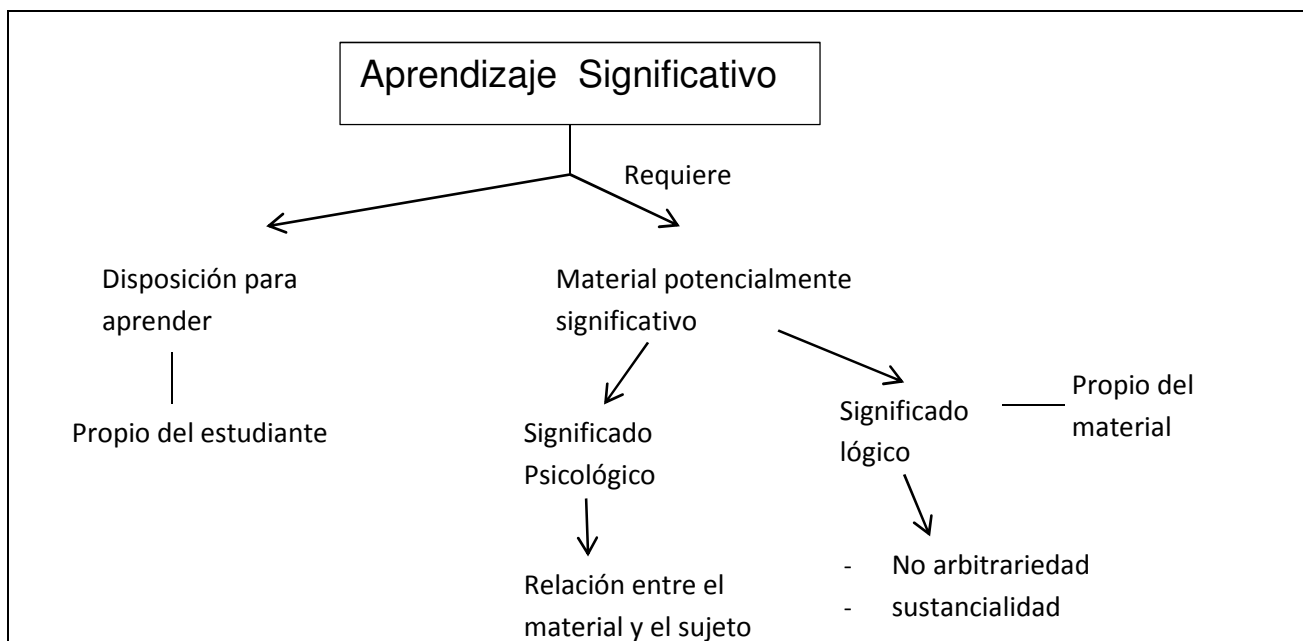 Aprendizaje Significativo
Requiere
Disposición para
aprender
Material potencialmente
significativo
Propio del estudiante
Significado
Psicológico
Significado
lógico
Propio del
material
Relación entre el
material y el sujeto
- No arbitrariedad
- sustancialidad